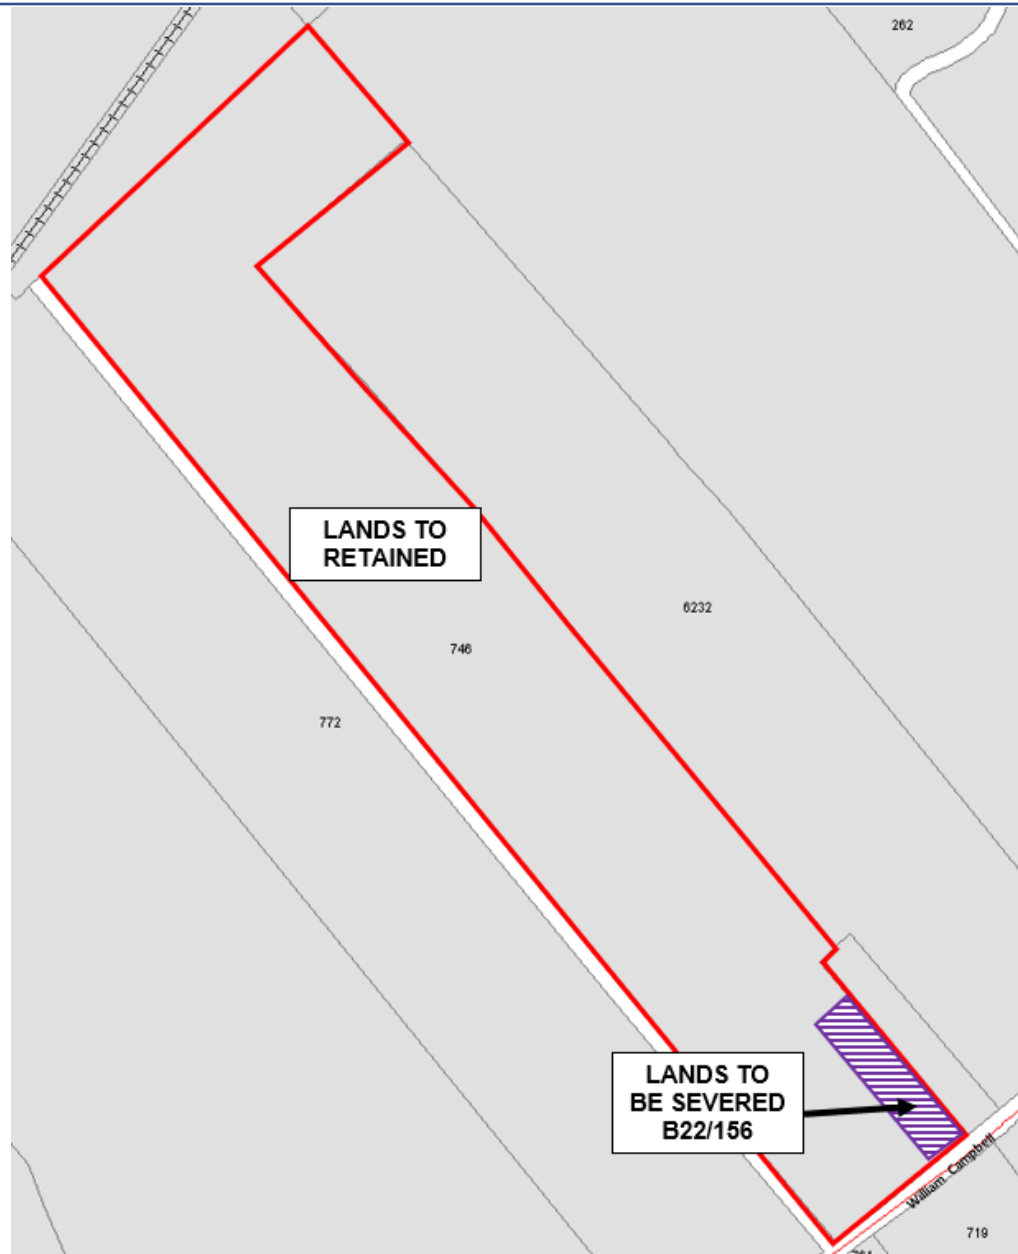 262
LANDS TO
RETAINED
6232
746
772
LANDS TO
BE SEVERED
B22/156
William Campbell
719